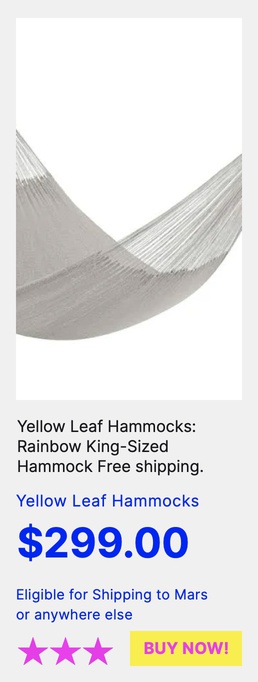 Yellow Leaf Hammocks:
Rainbow King-Sized
Hammock Free shipping.
Yellow Leaf Hammocks
$299.00
Eligible for Shipping to Mars
or anywhere else
BUY NOW!